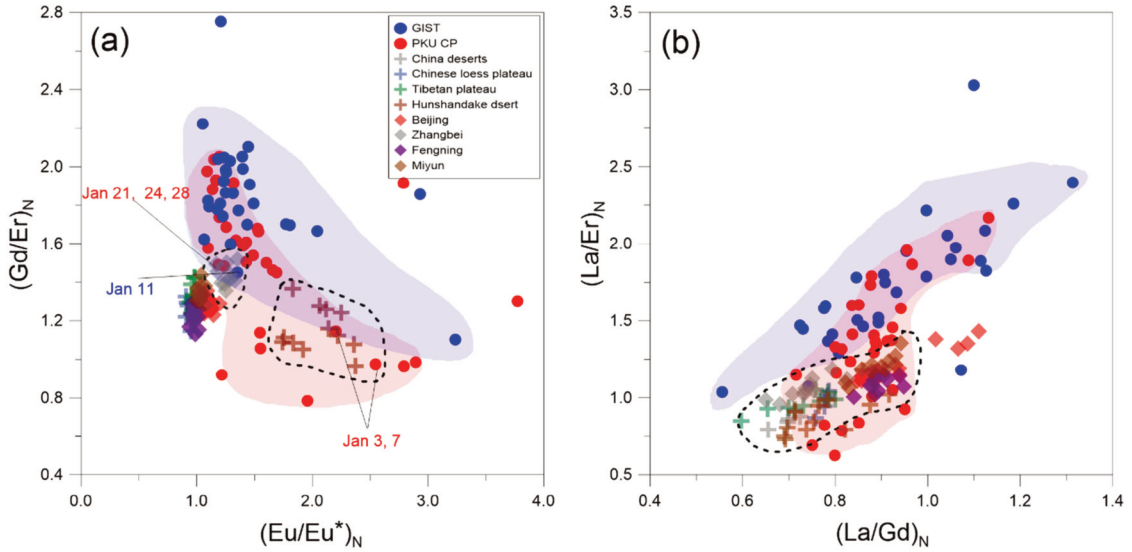 (a)
2.8
2.4
2.0
1.6
1.2
0.8
0.4
(Gd/Er)N
GIST
PKU CP
China deserts
Chinese loess plateau
Tibetan plateau
Hunshandake dsert
Beijing
Zhangbei
Fengning
Miyun
Jan 21, 24, 28
Jan 11
Jan 3, 7
0.0 1.0 2.0 3.0 4.0
(Eu/Eu*)N
(b)
3.5
3.0
2.5
2.0
1.5
1.0
0.5
(La/Er)N
0.4 0.6 0.8 1.0 1.2 1.4
(La/Gd)N